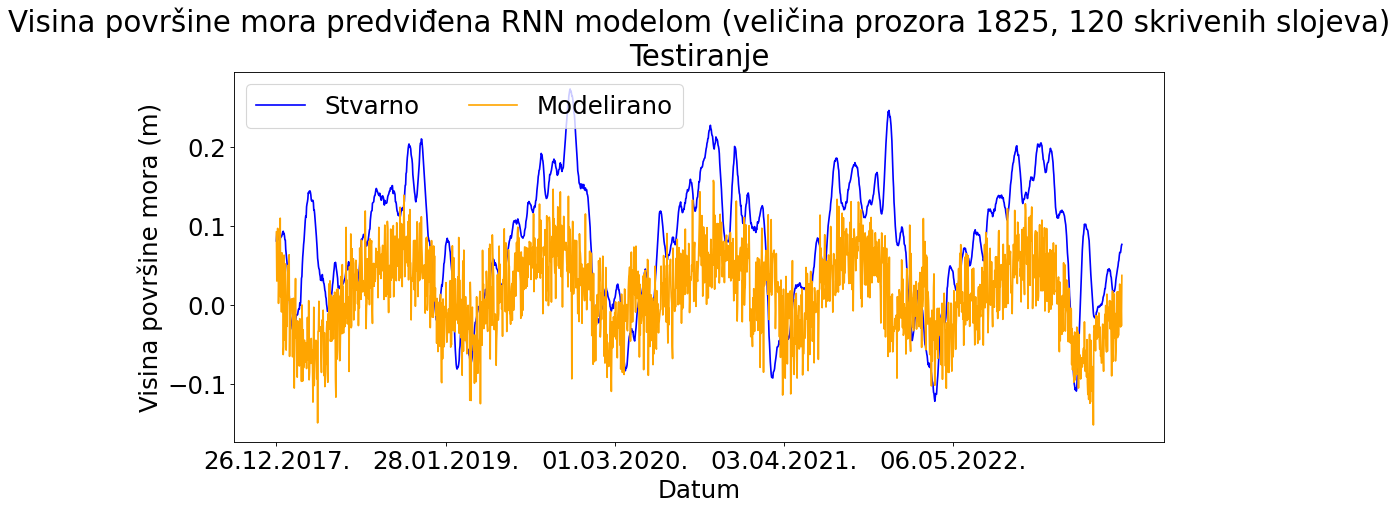 Visina površine mora predviđena RNN modelom (veličina prozora 1825, 120 skrivenih slojeva)
Testiranje
Stvarno
Modelirano
Visina površine mora (m)
0.2
0.1
0.0
−0.1
26.12.2017.
28.01.2019.
01.03.2020.
03.04.2021.
06.05.2022.
Datum